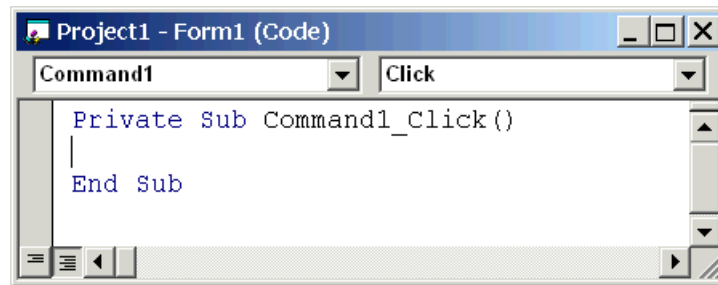 Project1 - Form1 (Code)
Command1 Click
Private Sub Command1_Click()
End Sub